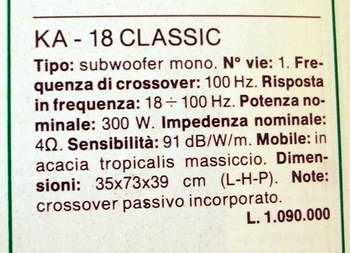 KA - 18 CLASSIC
Tipo: subwoofer mono. N° vie: 1. Fre-
quenza di crossover: 100 Hz. Risposta
in frequenza: 18 ÷ 100 Hz. Potenza no-
minale: 300 W. Impedenza nominale:
4Ω. Sensibilità: 91 dB/W/m. Mobile: in
acacia tropicalis massiccio. Dimen-
sioni: 35x73x39 cm (L-H-P). Note:
crossover passivo incorporato.
L. 1.090.000